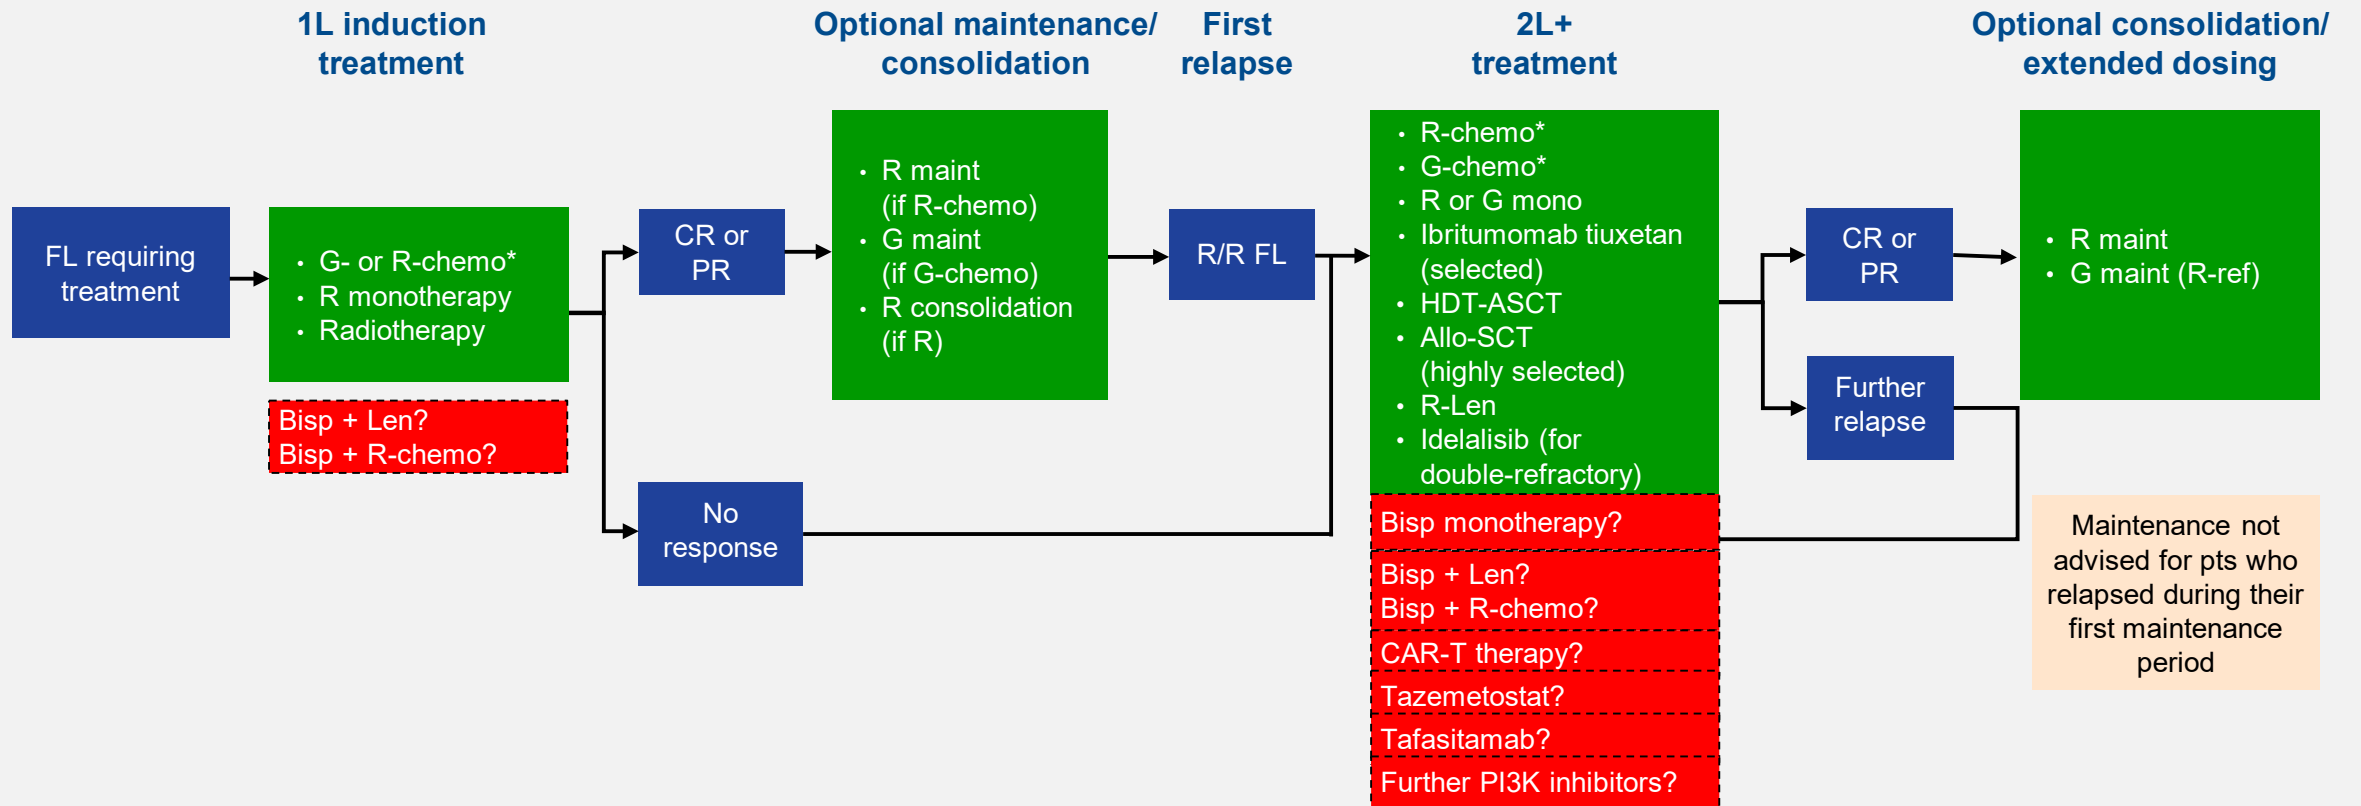 1L induction
treatment
Optional maintenance/
consolidation
First
relapse
2L+
treatment
Optional consolidation/
extended dosing
FL requiring
treatment
• G- or R-chemo*
• R monotherapy
• Radiotherapy
Bisp + Len?
Bisp + R-chemo?
CR or
PR
No
response
• R maint
(if R-chemo)
• G maint
(if G-chemo)
• R consolidation
(if R)
R/R FL
• R-chemo*
• G-chemo*
• R or G mono
• Ibritumomab tiuxetan
(selected)
• HDT-ASCT
• Allo-SCT
(highly selected)
• R-Len
• Idelalisib (for
double-refractory)
Bisp monotherapy?
Bisp + Len?
Bisp + R-chemo?
CAR-T therapy?
Tazemetostat?
Tafasitamab?
Further PI3K inhibitors?
CR or
PR
Further
relapse
• R maint
• G maint (R-ref)
Maintenance not
advised for pts who
relapsed during their
first maintenance
period